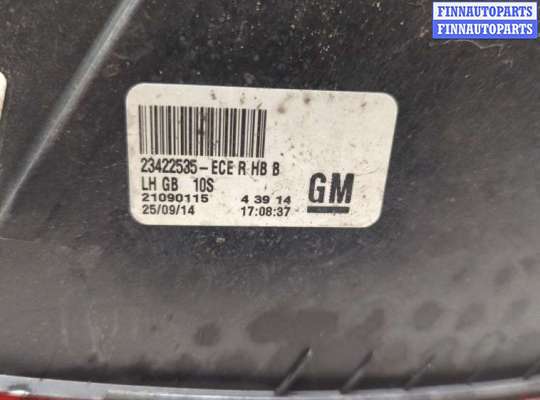 FINNAUTOPARTS
FINNAUTOPARTS
23422535-ECE R HB B
LH GB 10S
21090115 4 39 14
25/09/14 17:08:37
GM